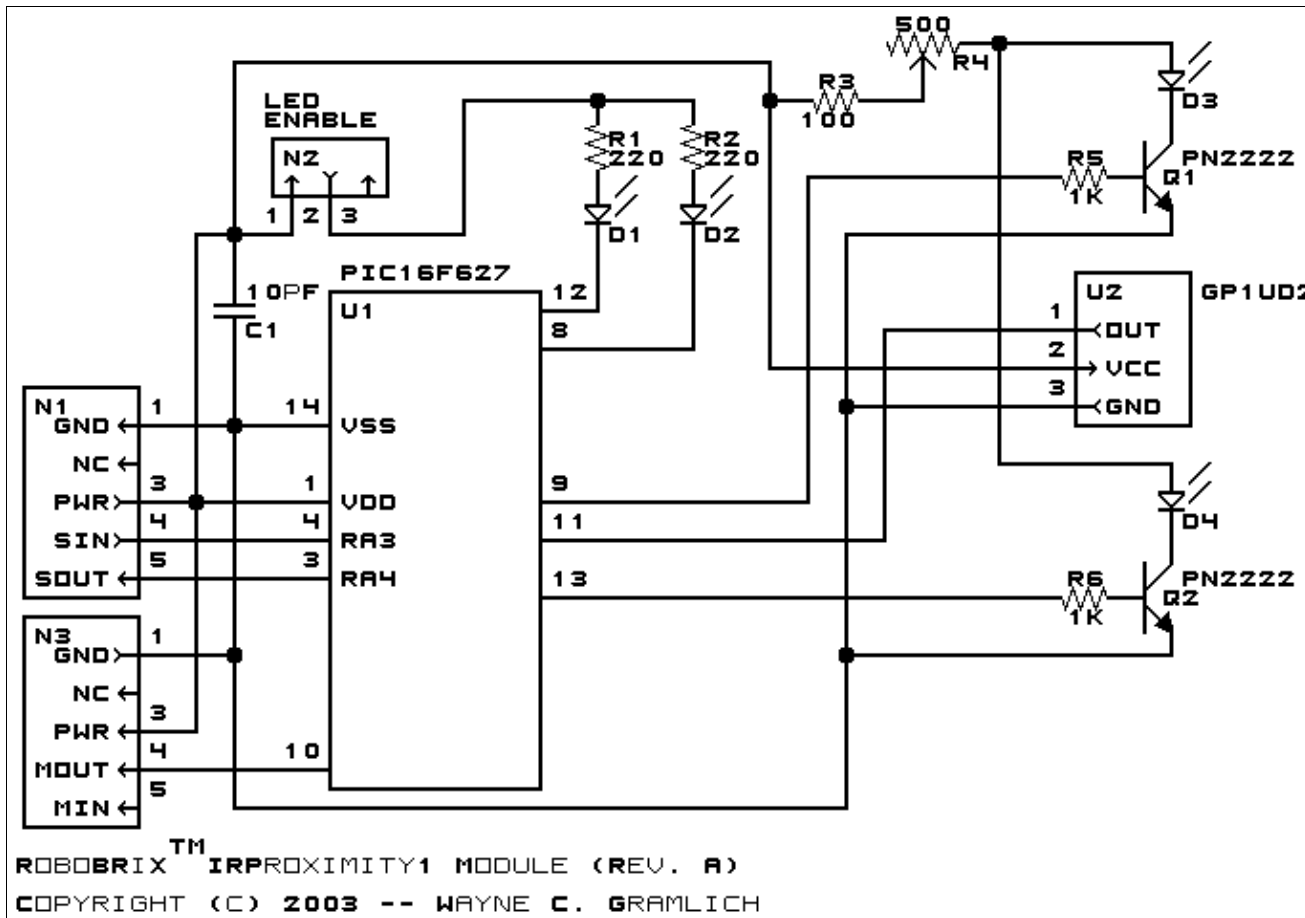 500
R4
R3
100
D3
LED
ENABLE
N2
1 2 3
R1
220
R2
220
D1
D2
R5
1K
PN2222
Q1
PIC16F627
U1
10PF
C1
12
8
U2
GP1UD2
1
OUT
2
VCC
3
GND
N1
1
GND
NC
3
PWR
4
SIN
5
SOUT
14
VSS
1
VDD
4
RA3
3
RA4
9
11
13
D4
R6
1K
PN2222
Q2
N3
1
GND
NC
3
PWR
4
MOUT
5
MIN
10
ROBOBRIX™ IRPROXIMITY1 MODULE (REV. A)
COPYRIGHT (C) 2003 -- WAYNE C. GRAMLICH